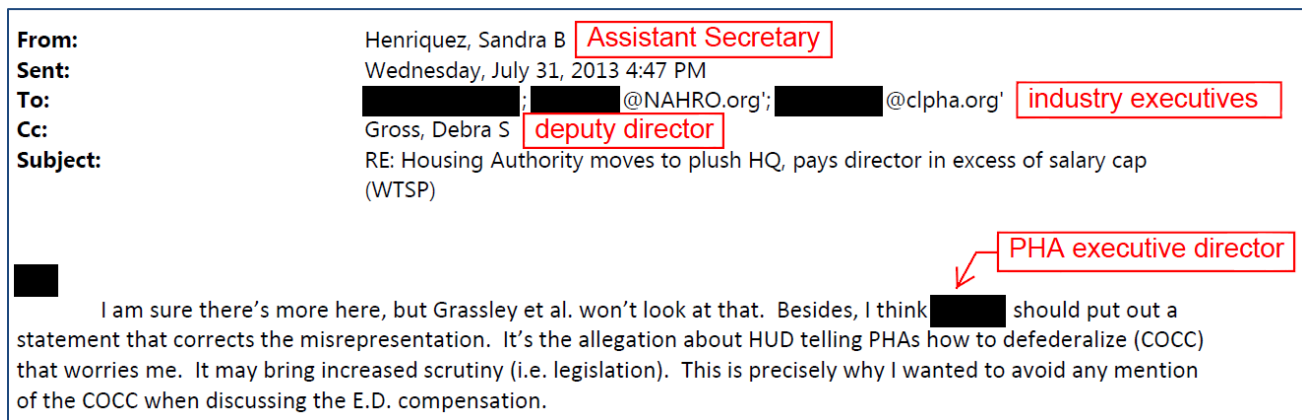 From: Henriquez, Sandra B Assistant Secretary
Sent: Wednesday, July 31, 2013 4:47 PM
To: ; @NAHRO.org'; @clpha.org' industry executives
Cc: Gross, Debra S deputy director
Subject: RE: Housing Authority moves to plush HQ, pays director in excess of salary cap
(WTSP)
PHA executive director
I am sure there's more here, but Grassley et al. won't look at that.  Besides, I think should put out a
statement that corrects the misrepresentation.  It's the allegation about HUD telling PHAs how to defederalize (COCC)
that worries me.  It may bring increased scrutiny (i.e. legislation).  This is precisely why I wanted to avoid any mention
of the COCC when discussing the E.D. compensation.